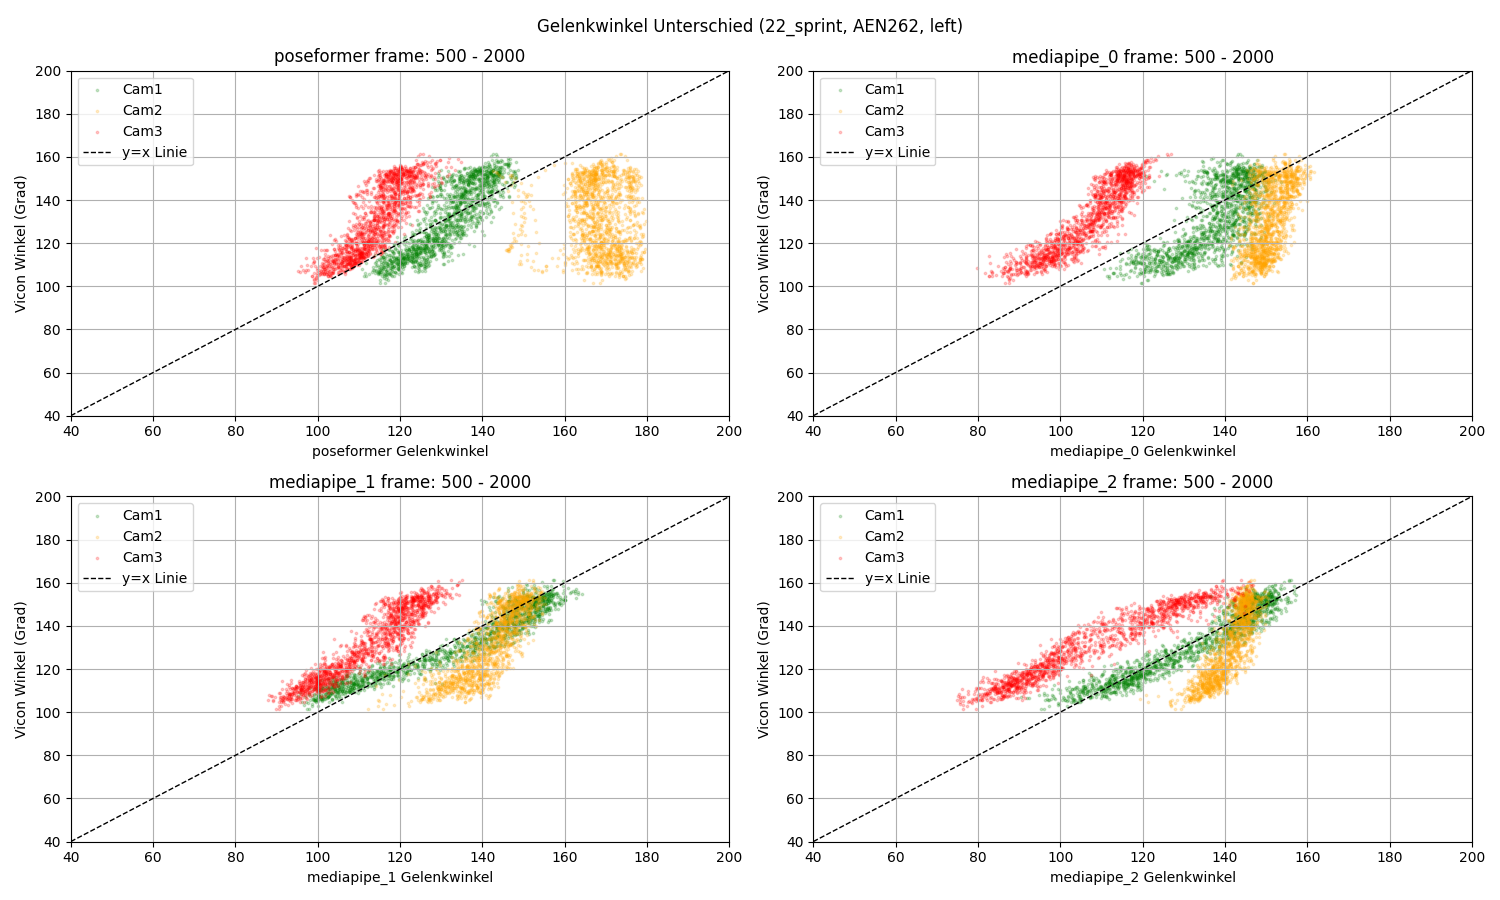 Gelenkwinkel Unterschied (22_sprint, AEN262, left)
poseformer frame: 500 - 2000
200
180
160
140
120
100
80
60
40
Vicon Winkel (Grad)
Cam1
Cam2
Cam3
y=x Linie
40 60 80 100 120 140 160 180 200
poseformer Gelenkwinkel
mediapipe_0 frame: 500 - 2000
200
180
160
140
120
100
80
60
40
Vicon Winkel (Grad)
Cam1
Cam2
Cam3
y=x Linie
40 60 80 100 120 140 160 180 200
mediapipe_0 Gelenkwinkel
mediapipe_1 frame: 500 - 2000
200
180
160
140
120
100
80
60
40
Vicon Winkel (Grad)
Cam1
Cam2
Cam3
y=x Linie
40 60 80 100 120 140 160 180 200
mediapipe_1 Gelenkwinkel
mediapipe_2 frame: 500 - 2000
200
180
160
140
120
100
80
60
40
Vicon Winkel (Grad)
Cam1
Cam2
Cam3
y=x Linie
40 60 80 100 120 140 160 180 200
mediapipe_2 Gelenkwinkel